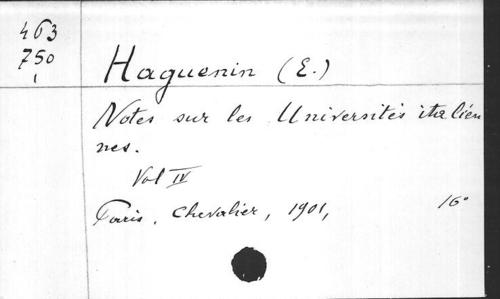 463
750
1
Haguenin (E.)
Notes sur les Universités italien
nes.
Vol IV
Paris, Chevalier, 1901, 16°